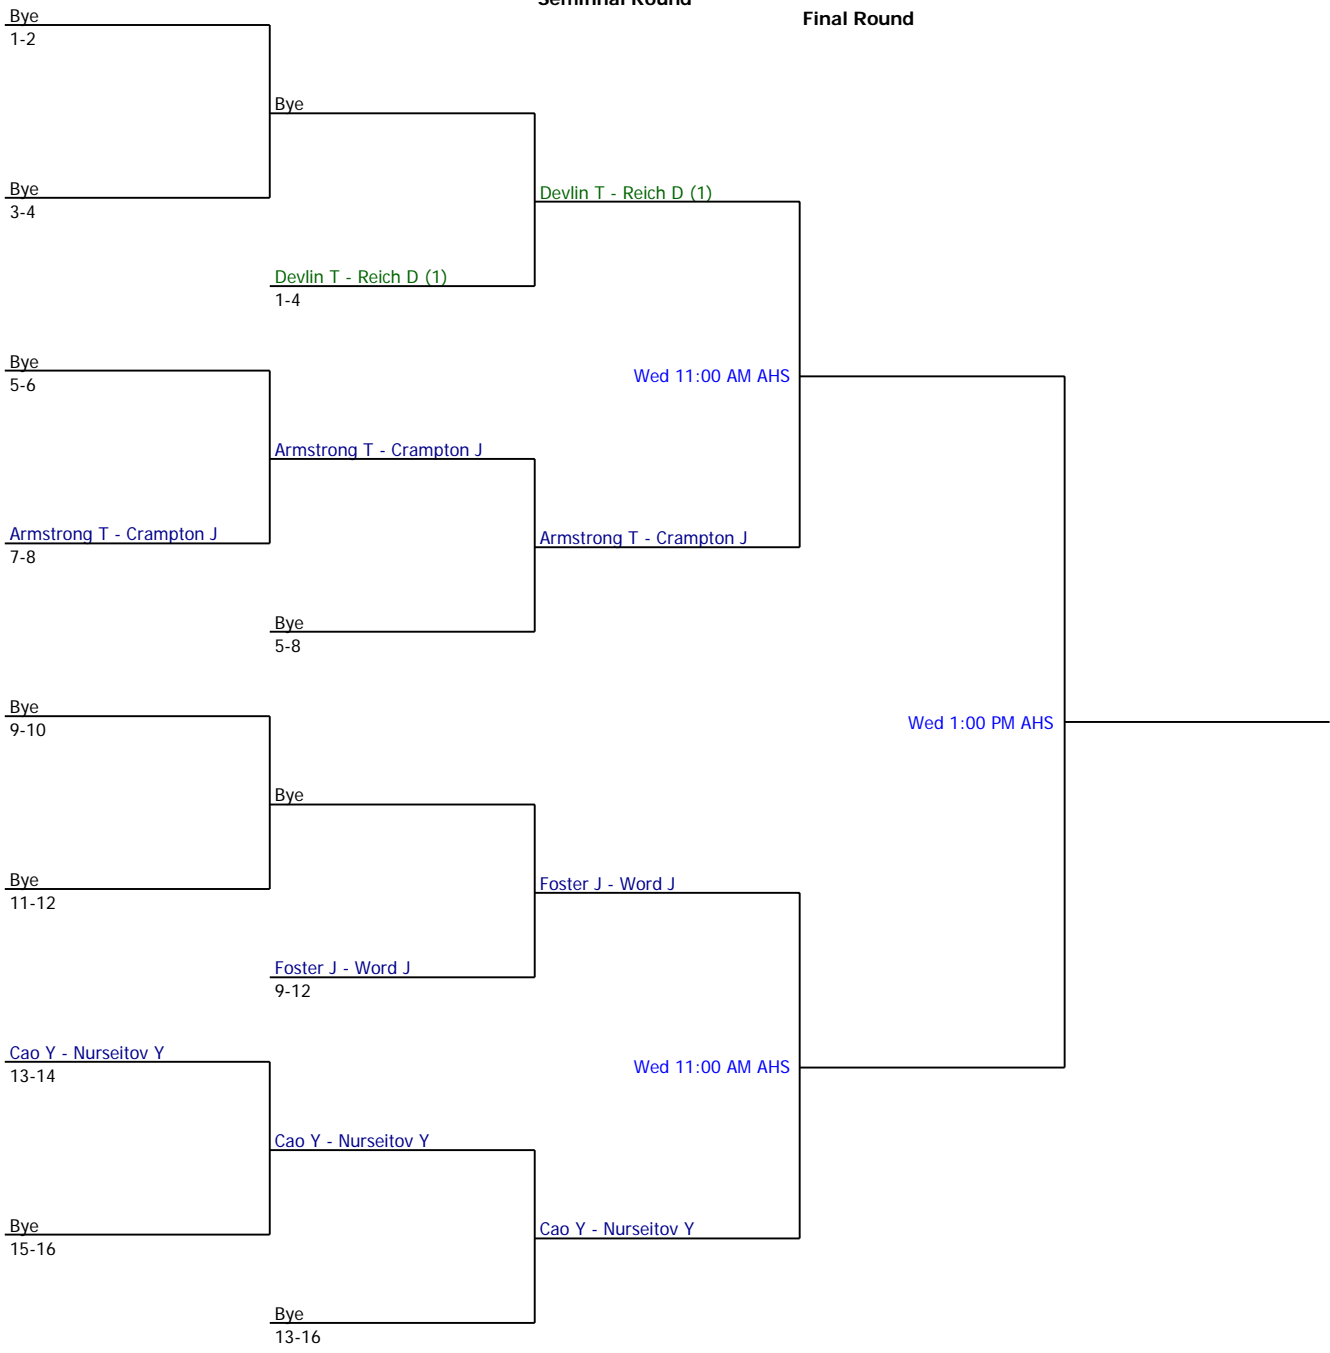 Semifinal Round
Final Round
Bye
1-2
Bye
Bye
3-4
Devlin T - Reich D (1)
Devlin T - Reich D (1)
1-4
Bye
5-6
Wed 11:00 AM AHS
Armstrong T - Crampton J
Armstrong T - Crampton J
7-8
Armstrong T - Crampton J
Bye
5-8
Bye
9-10
Wed 1:00 PM AHS
Bye
Bye
11-12
Foster J - Word J
Foster J - Word J
9-12
Cao Y - Nurseitov Y
13-14
Wed 11:00 AM AHS
Cao Y - Nurseitov Y
Bye
15-16
Cao Y - Nurseitov Y
Bye
13-16